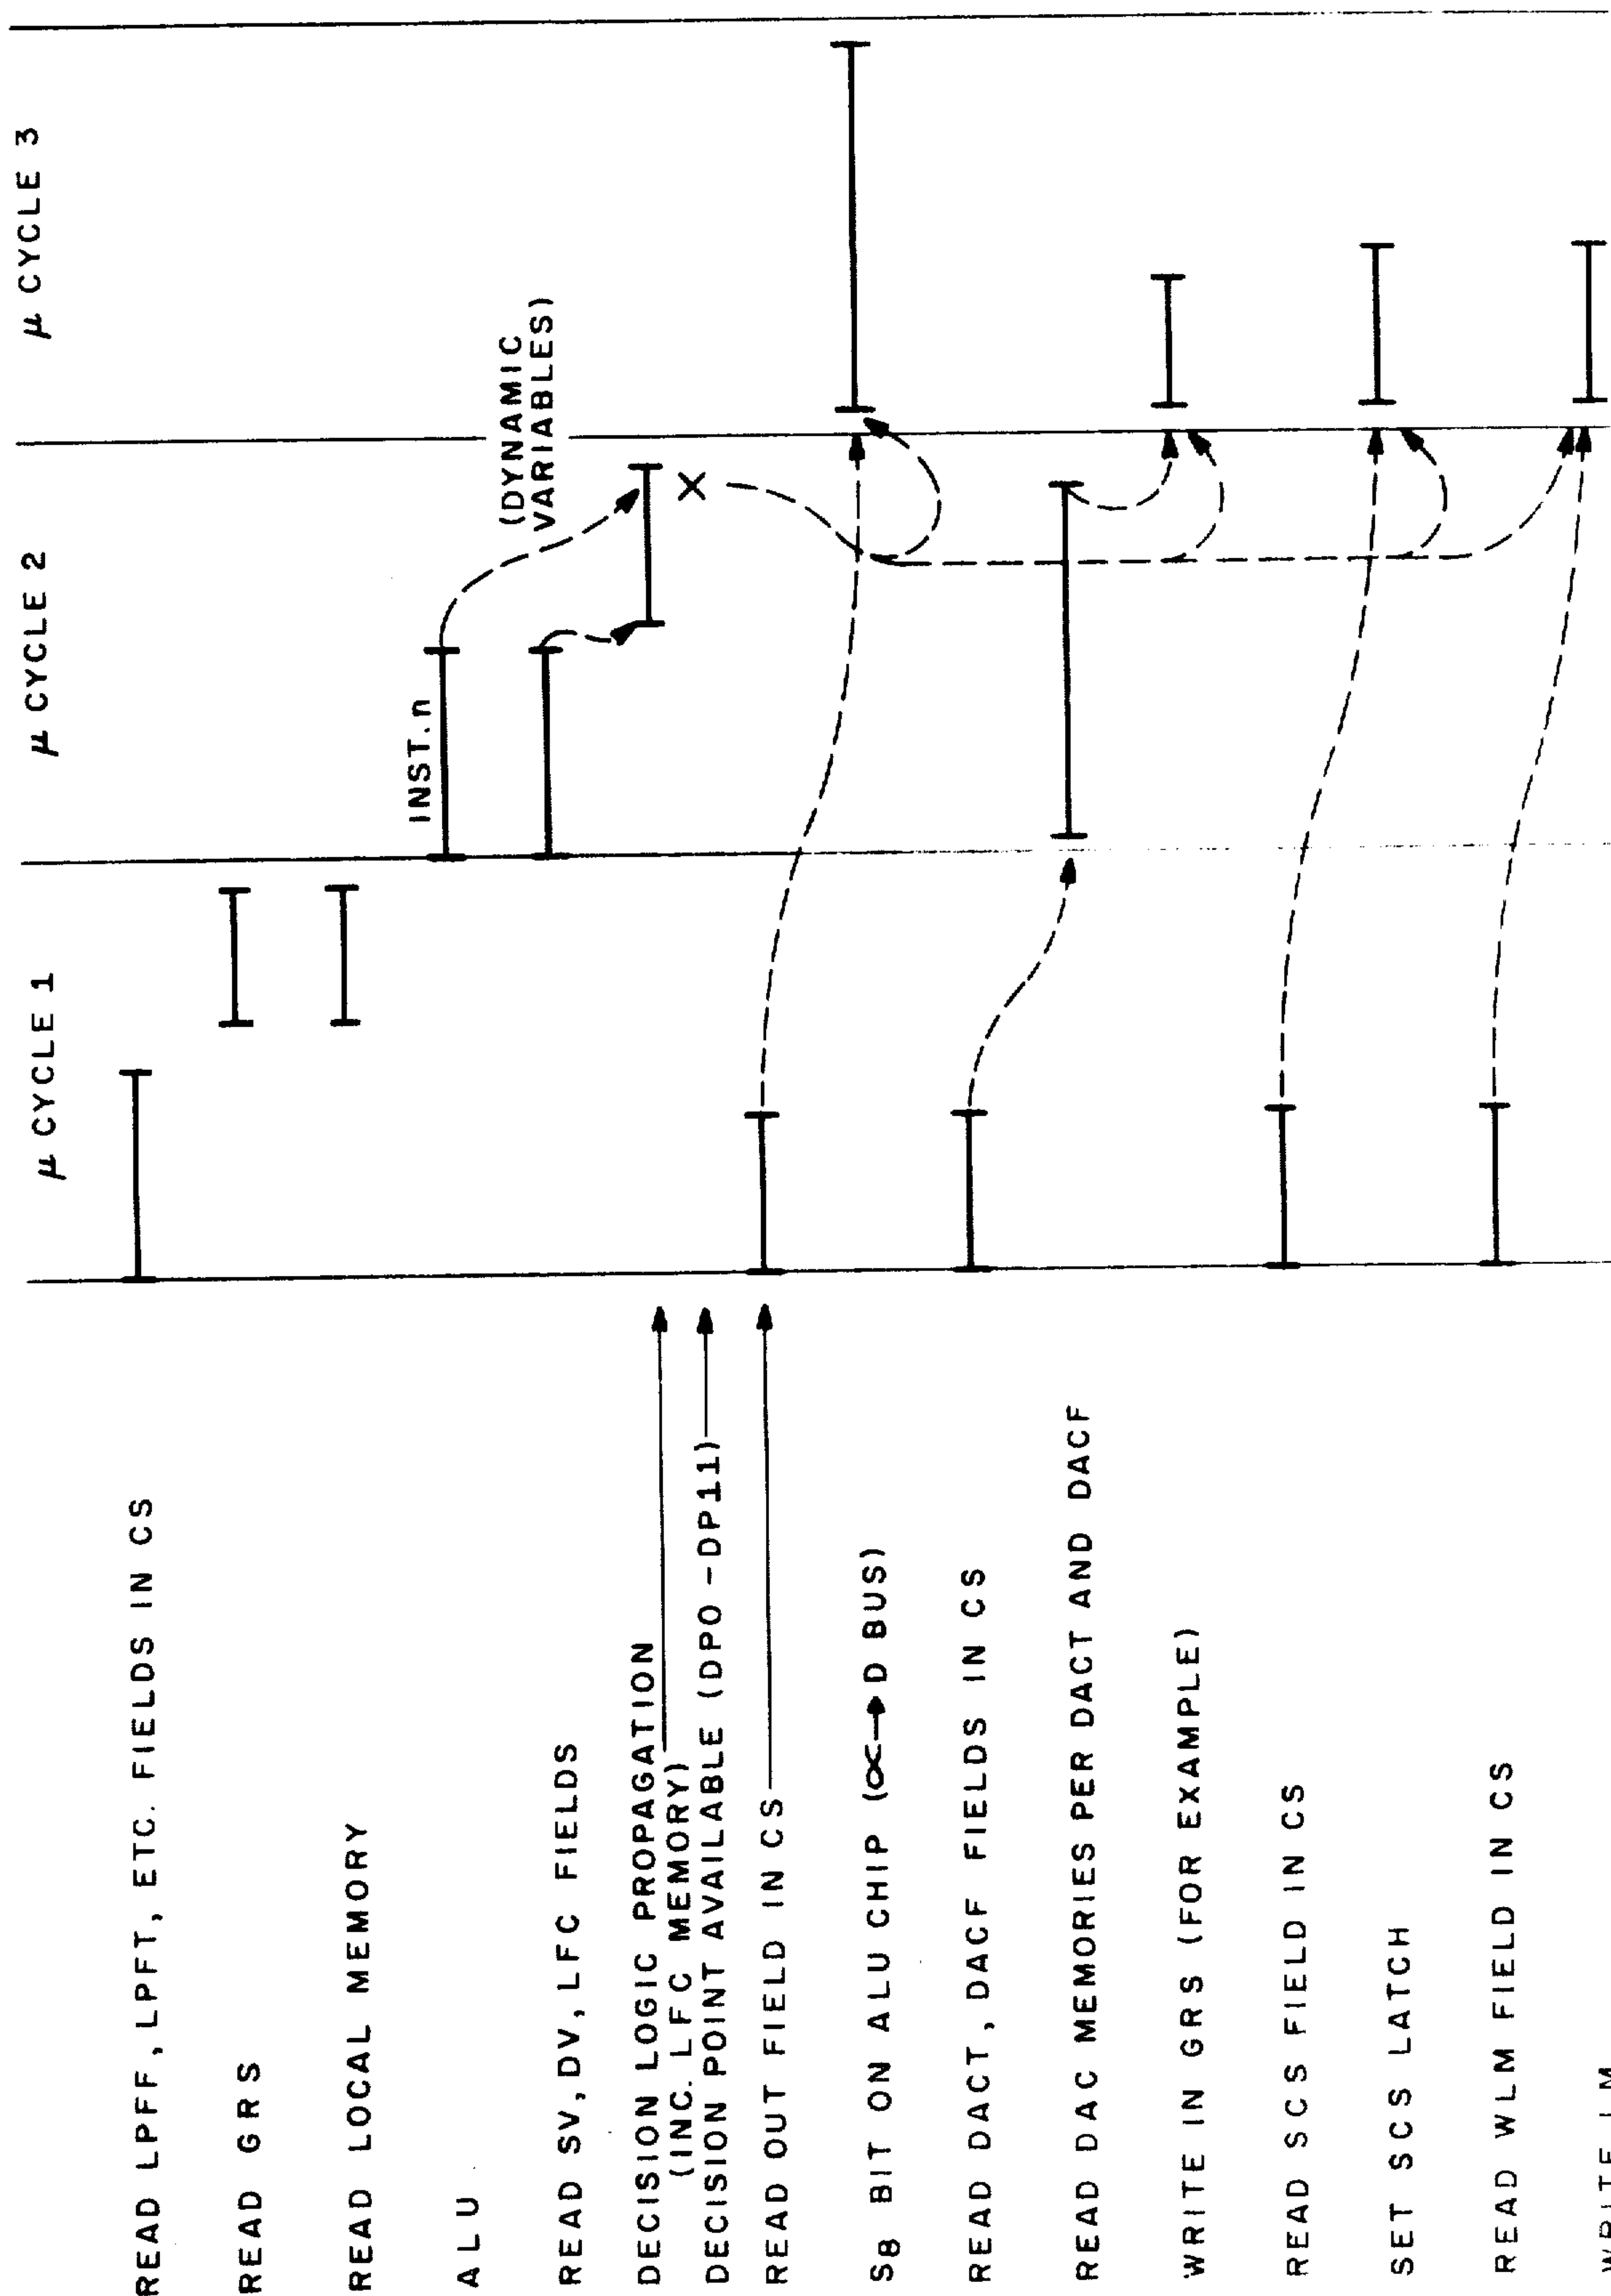 μ CYCLE 1
μ CYCLE 2
μ CYCLE 3
READ LPFF, LPFT, ETC. FIELDS IN CS
READ GRS
READ LOCAL MEMORY
ALU
INST. n
READ SV, DV, LFC FIELDS
(DYNAMIC
VARIABLES)
DECISION LOGIC PROPAGATION
(INC. LFC MEMORY)
DECISION POINT AVAILABLE (DPO - DP11)
X
READ OUT FIELD IN CS
S8 BIT ON ALU CHIP (∝→D BUS)
READ DACT, DACF FIELDS IN CS
READ DAC MEMORIES PER DACT AND DACF
WRITE IN GRS (FOR EXAMPLE)
READ SCS FIELD IN CS
SET SCS LATCH
READ WLM FIELD IN CS
WRITE LM